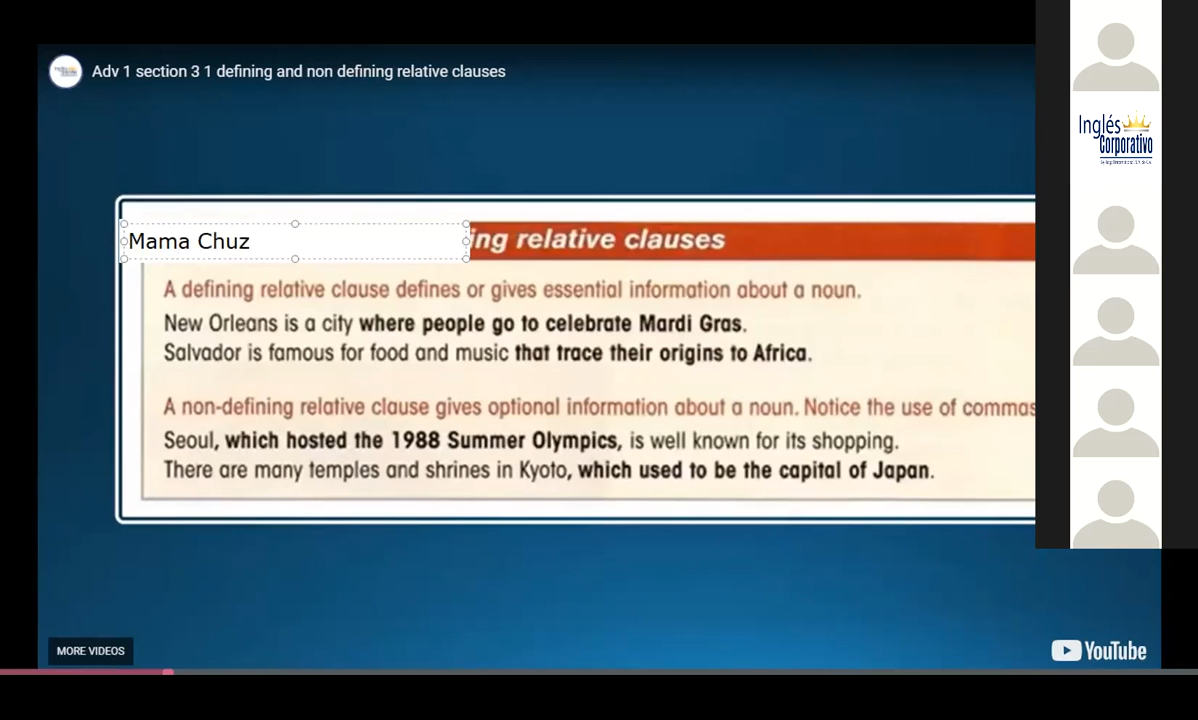 Adv 1 section 3 1 defining and non defining relative clauses
Inglés
Corporativo
Mama Chuz
ing relative clauses
A defining relative clause defines or gives essential information about a noun.
New Orleans is a city where people go to celebrate Mardi Gras.
Salvador is famous for food and music that trace their origins to Africa.
A non-defining relative clause gives optional information about a noun. Notice the use of commas
Seoul, which hosted the 1988 Summer Olympics, is well known for its shopping.
There are many temples and shrines in Kyoto, which used to be the capital of Japan.
MORE VIDEOS
YouTube